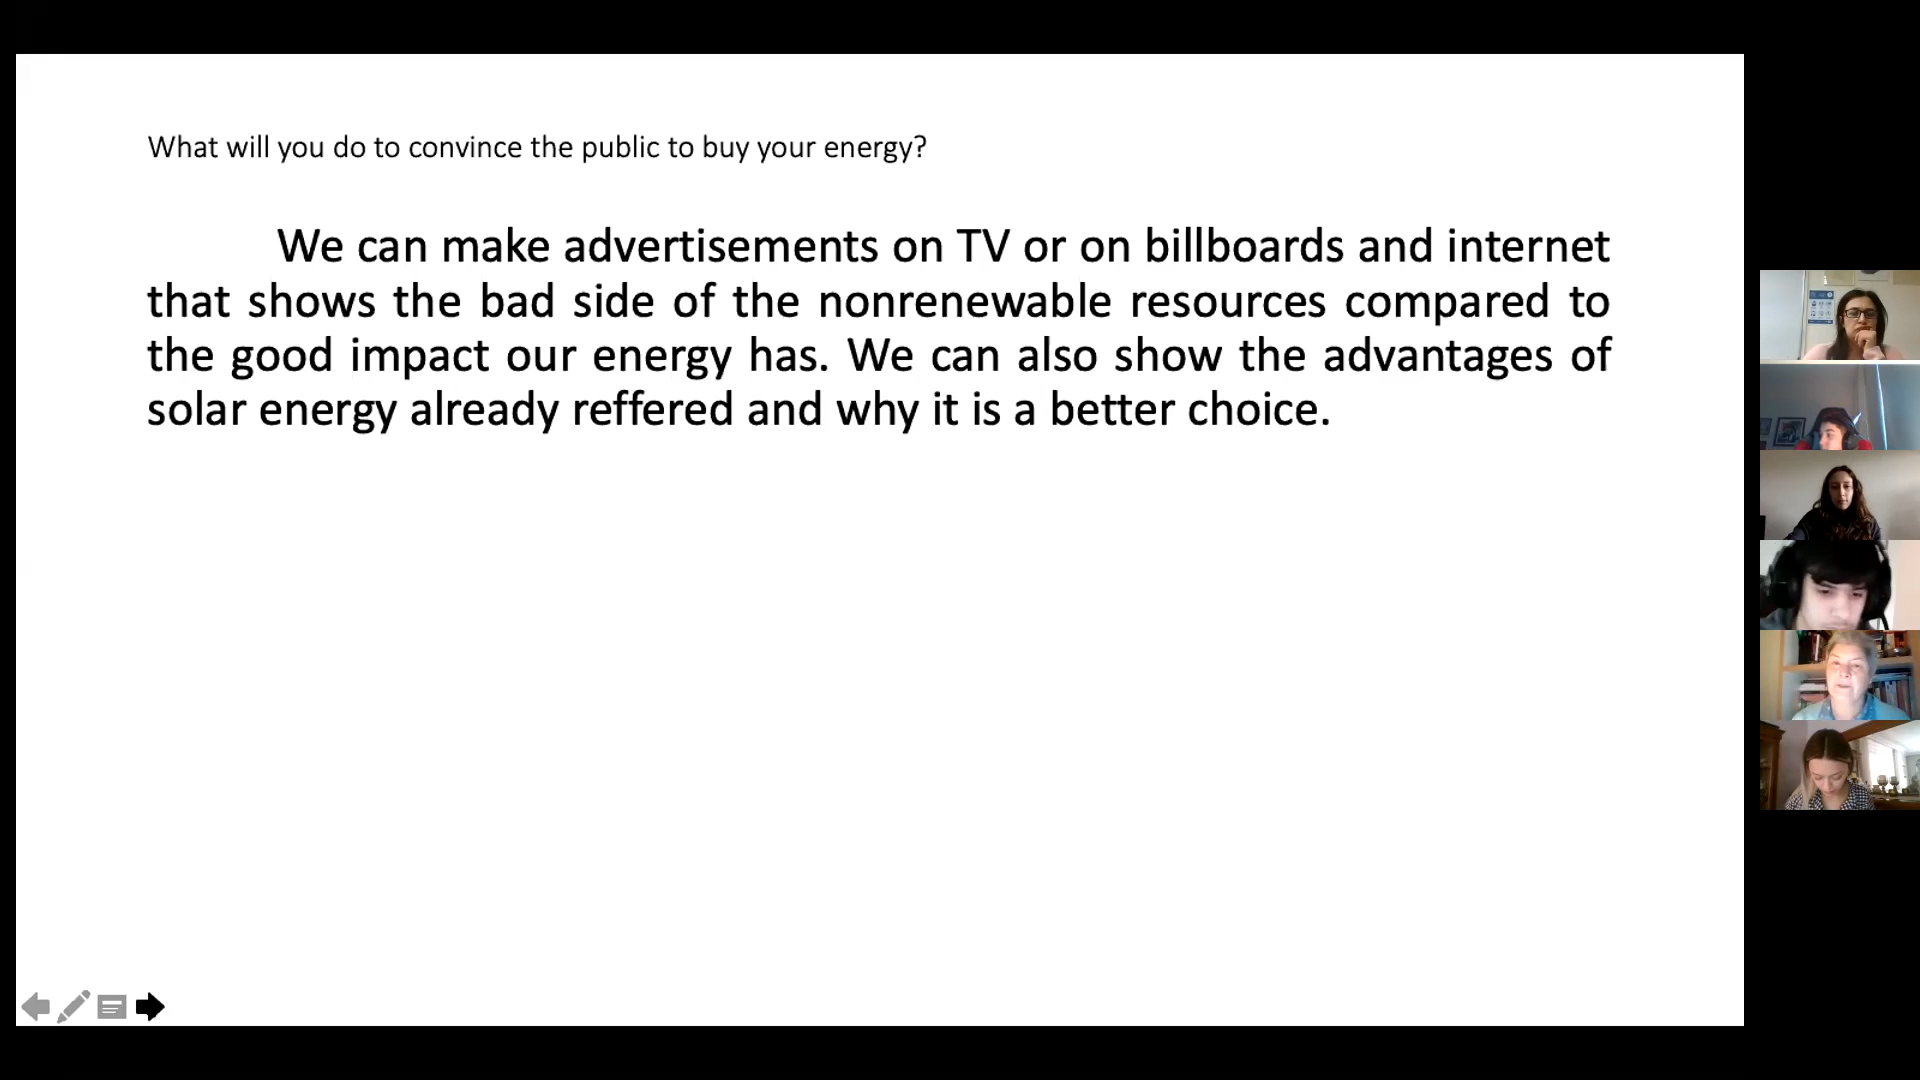 What will you do to convince the public to buy your energy?
We can make advertisements on TV or on billboards and internet
that shows the bad side of the nonrenewable resources compared to
the good impact our energy has. We can also show the advantages of
solar energy already reffered and why it is a better choice.